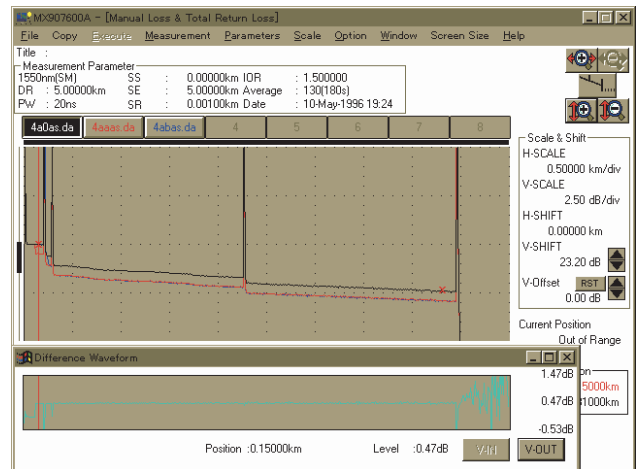 MX907600A - [Manual Loss & Total Return Loss]
File Copy Execute Measurement Parameters Scale Option Window Screen Size Help
Title :
Measurement Parameter
1550nm(SM) SS : 0.00000km IOR : 1.500000
DR : 5.00000km SE : 5.00000km Average : 130(180s)
PW : 20ns SR : 0.00100km Date : 10-May-1996 19:24
4a0as.da 4aaas.da 4abas.da 4 5 6 7 8
Scale & Shift
H-SCALE
0.50000 km/div
V-SCALE
2.50 dB/div
H-SHIFT
0.00000 km
V-SHIFT
23.20 dB
V-Offset RST
0.00 dB
Current Position
Out of Range
Difference Waveform
1.47dB
0.47dB
-0.53dB
on
5000km
31000km
Position :0.15000km Level :0.47dB V-IN V-OUT